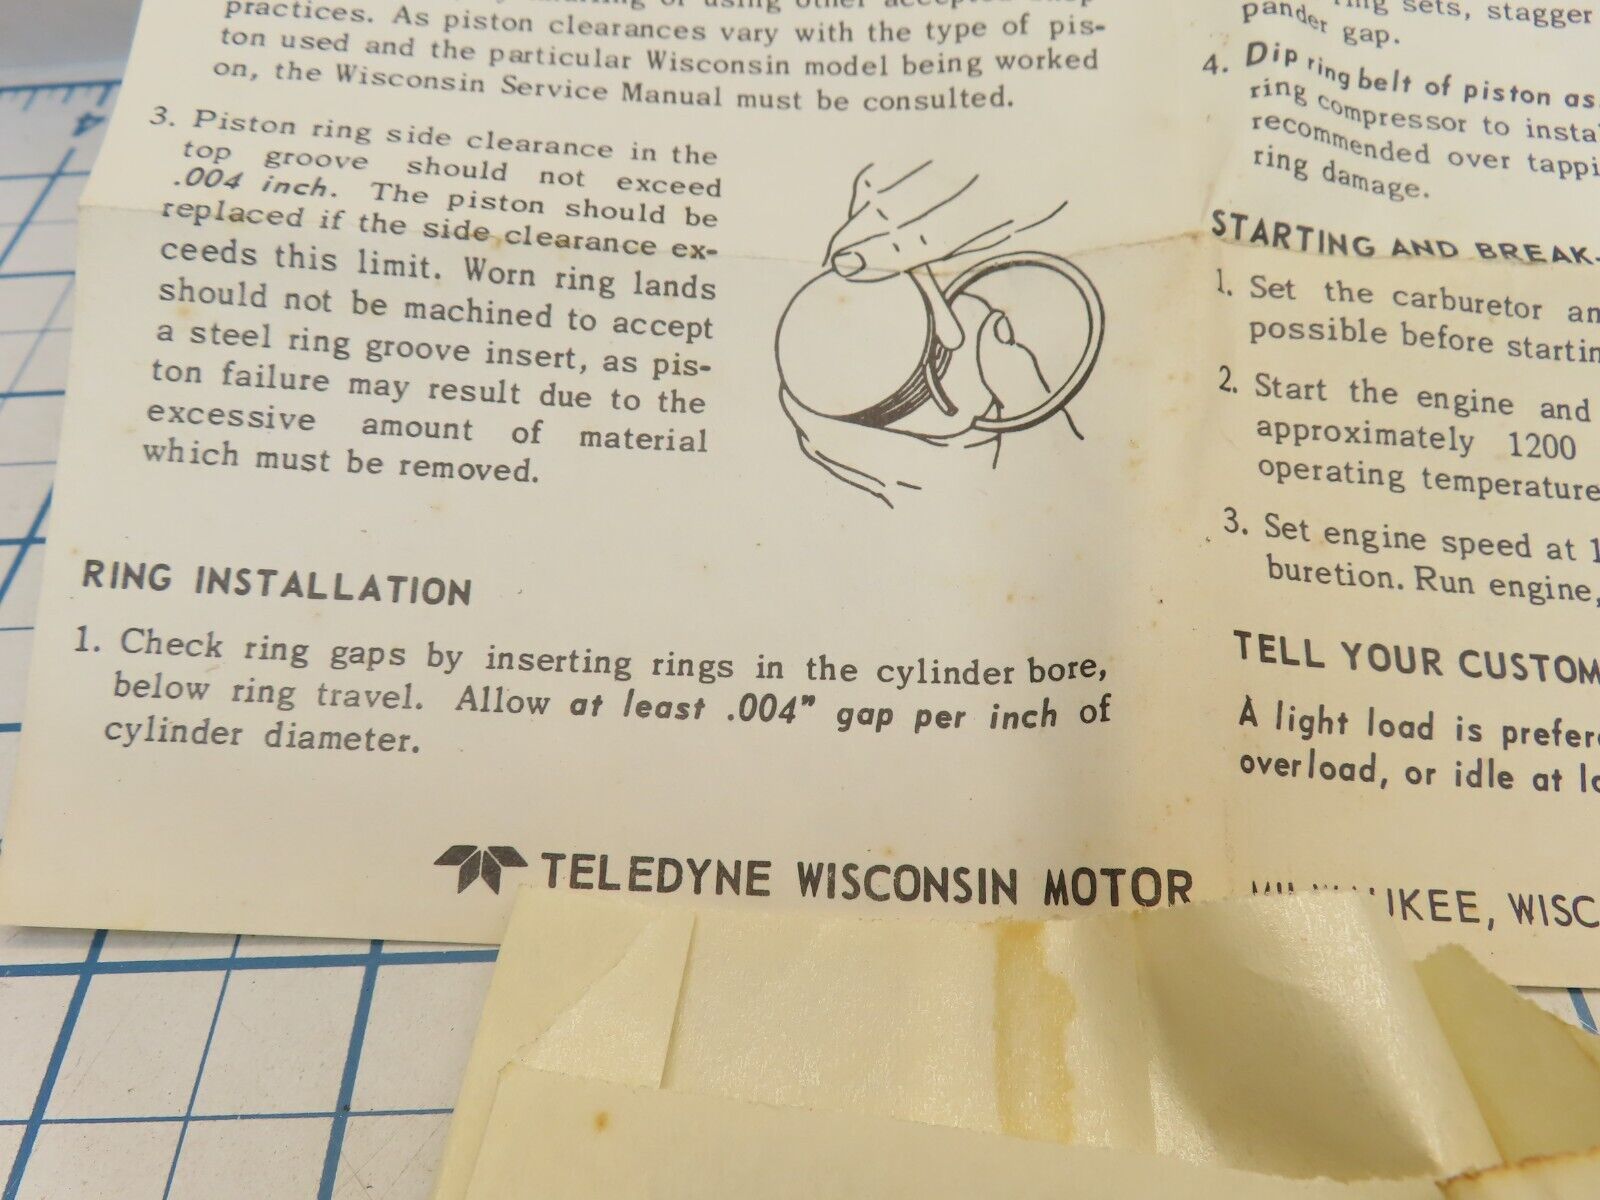 practices. As piston clearances vary with the type of pis-
ton used and the particular Wisconsin model being worked
on, the Wisconsin Service Manual must be consulted.
3. Piston ring side clearance in the
top groove should not exceed
.004 inch. The piston should be
replaced if the side clearance ex-
ceeds this limit. Worn ring lands
should not be machined to accept
a steel ring groove insert, as pis-
ton failure may result due to the
excessive amount of material
which must be removed.
RING INSTALLATION
1. Check ring gaps by inserting rings in the cylinder bore,
below ring travel. Allow at least .004" gap per inch of
cylinder diameter.
TELEDYNE WISCONSIN MOTOR
ring sets, stagger
pander gap.
4. Dip ring belt of piston as
ring compressor to insta
recommended over tappi
ring damage.
STARTING AND BREAK-
1. Set the carburetor an
possible before startin
2. Start the engine and
approximately 1200
operating temperature
3. Set engine speed at 1
buretion. Run engine,
TELL YOUR CUSTOM
A light load is prefer
overload, or idle at lo
IKEE, WISC
4